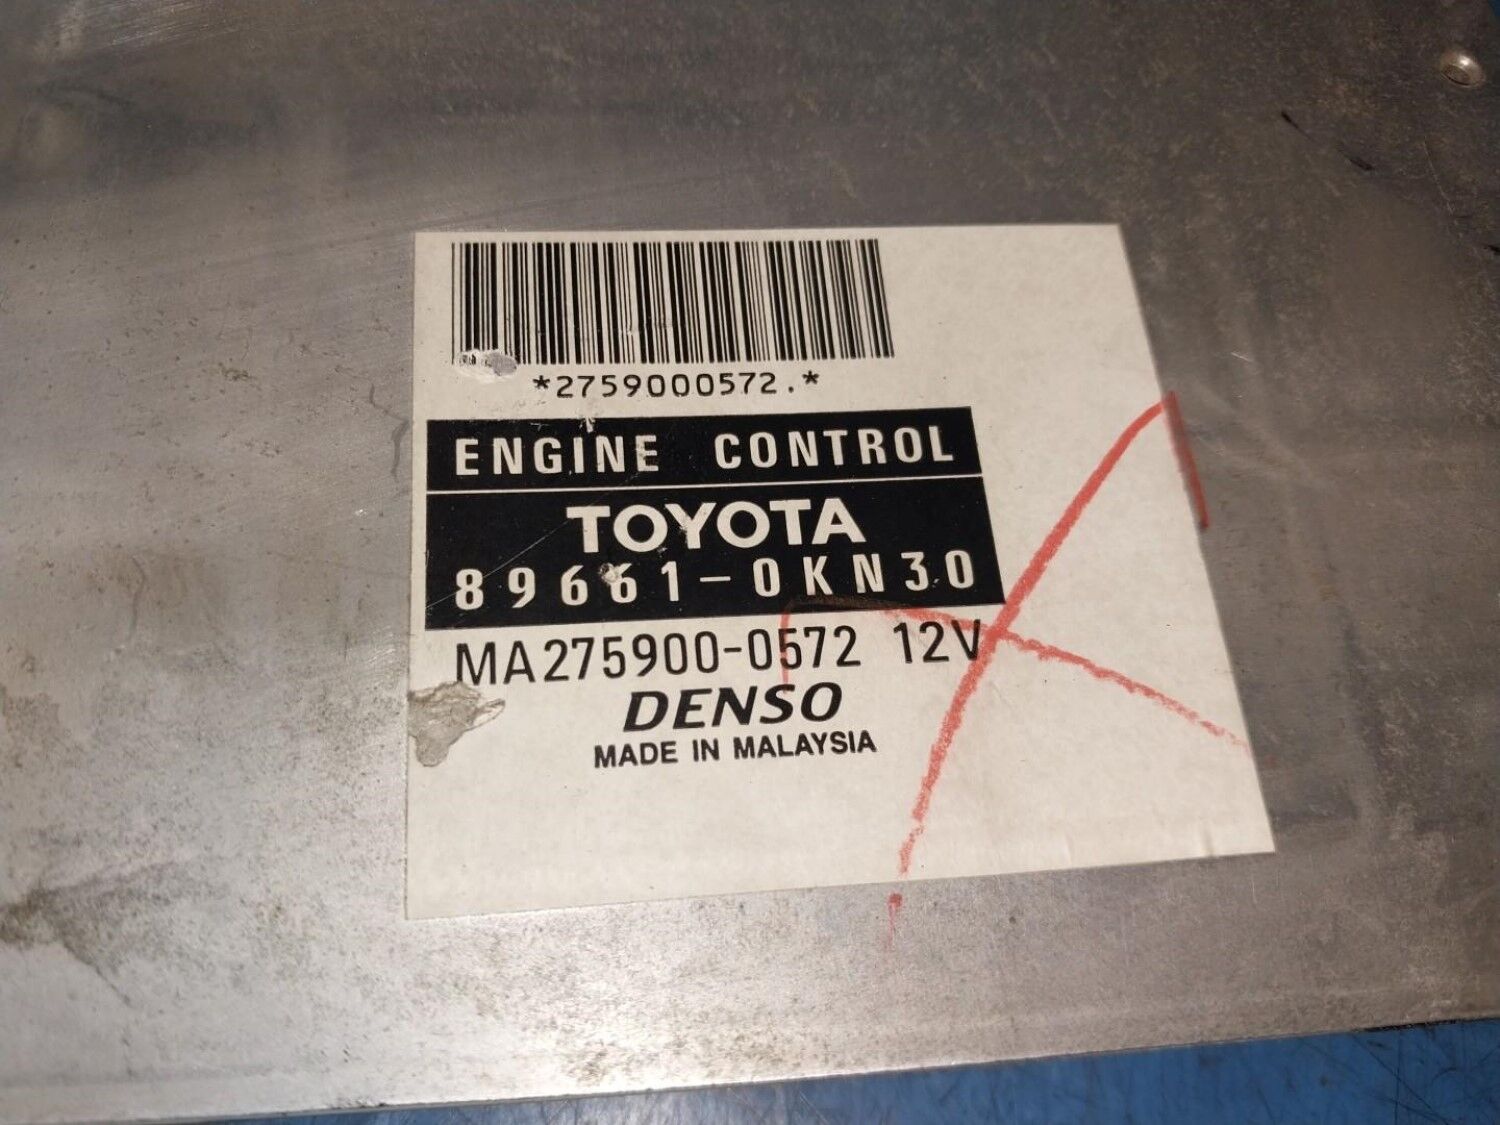 *2759000572.*
ENGINE CONTROL
TOYOTA
89661-0KN30
MA275900-0572 12V
DENSO
MADE IN MALAYSIA